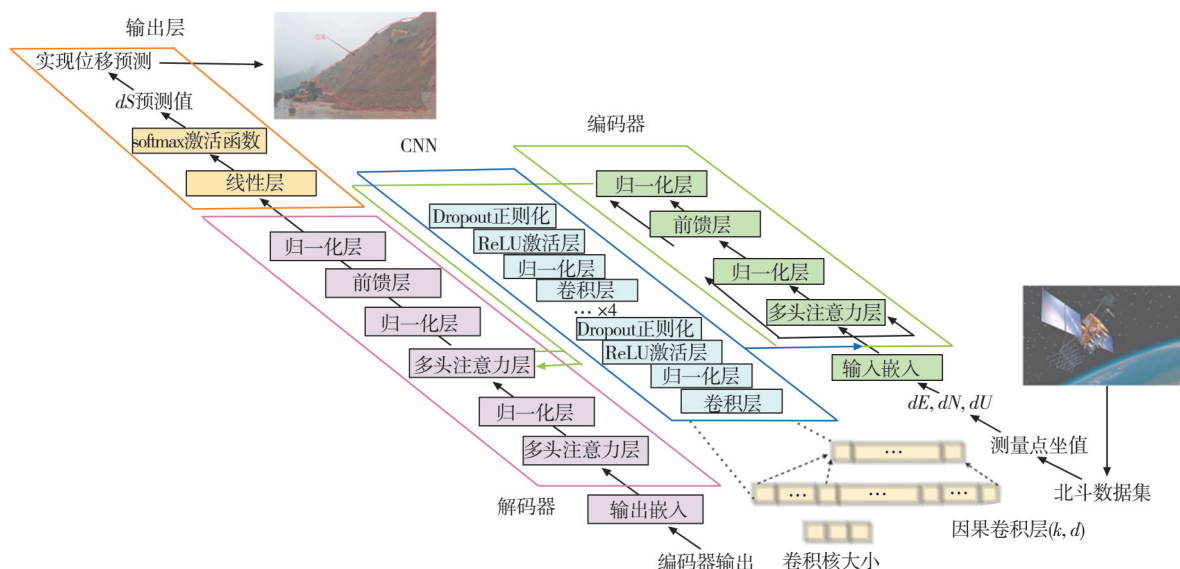 输出层
实现位移预测
dS预测值
softmax激活函数
线性层
归一化层
前馈层
归一化层
多头注意力层
归一化层
多头注意力层
解码器
输出嵌入
编码器输出
CNN
Dropout正则化
ReLU激活层
归一化层
卷积层
… ×4
Dropout正则化
ReLU激活层
归一化层
卷积层
编码器
归一化层
前馈层
归一化层
多头注意力层
输入嵌入
dE, dN, dU
测量点坐值
北斗数据集
…
… … …
因果卷积层(k, d)
卷积核大小